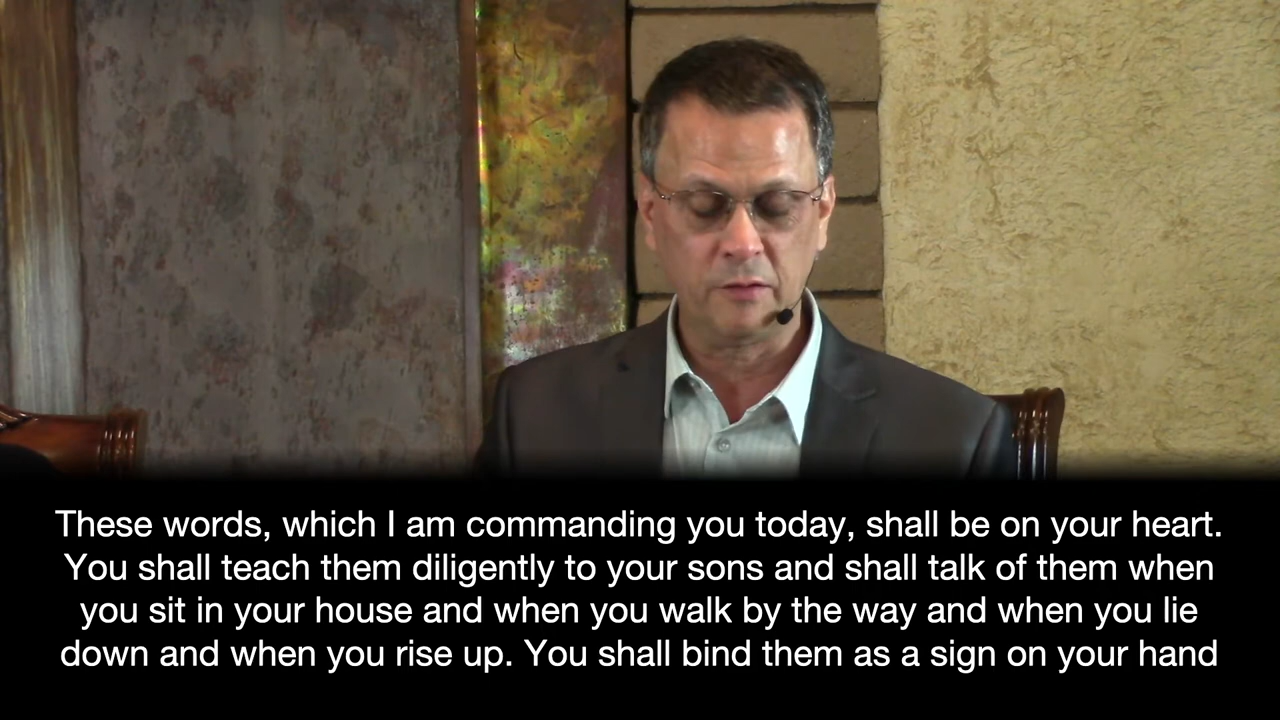 These words, which I am commanding you today, shall be on your heart.
You shall teach them diligently to your sons and shall talk of them when
you sit in your house and when you walk by the way and when you lie
down and when you rise up. You shall bind them as a sign on your hand